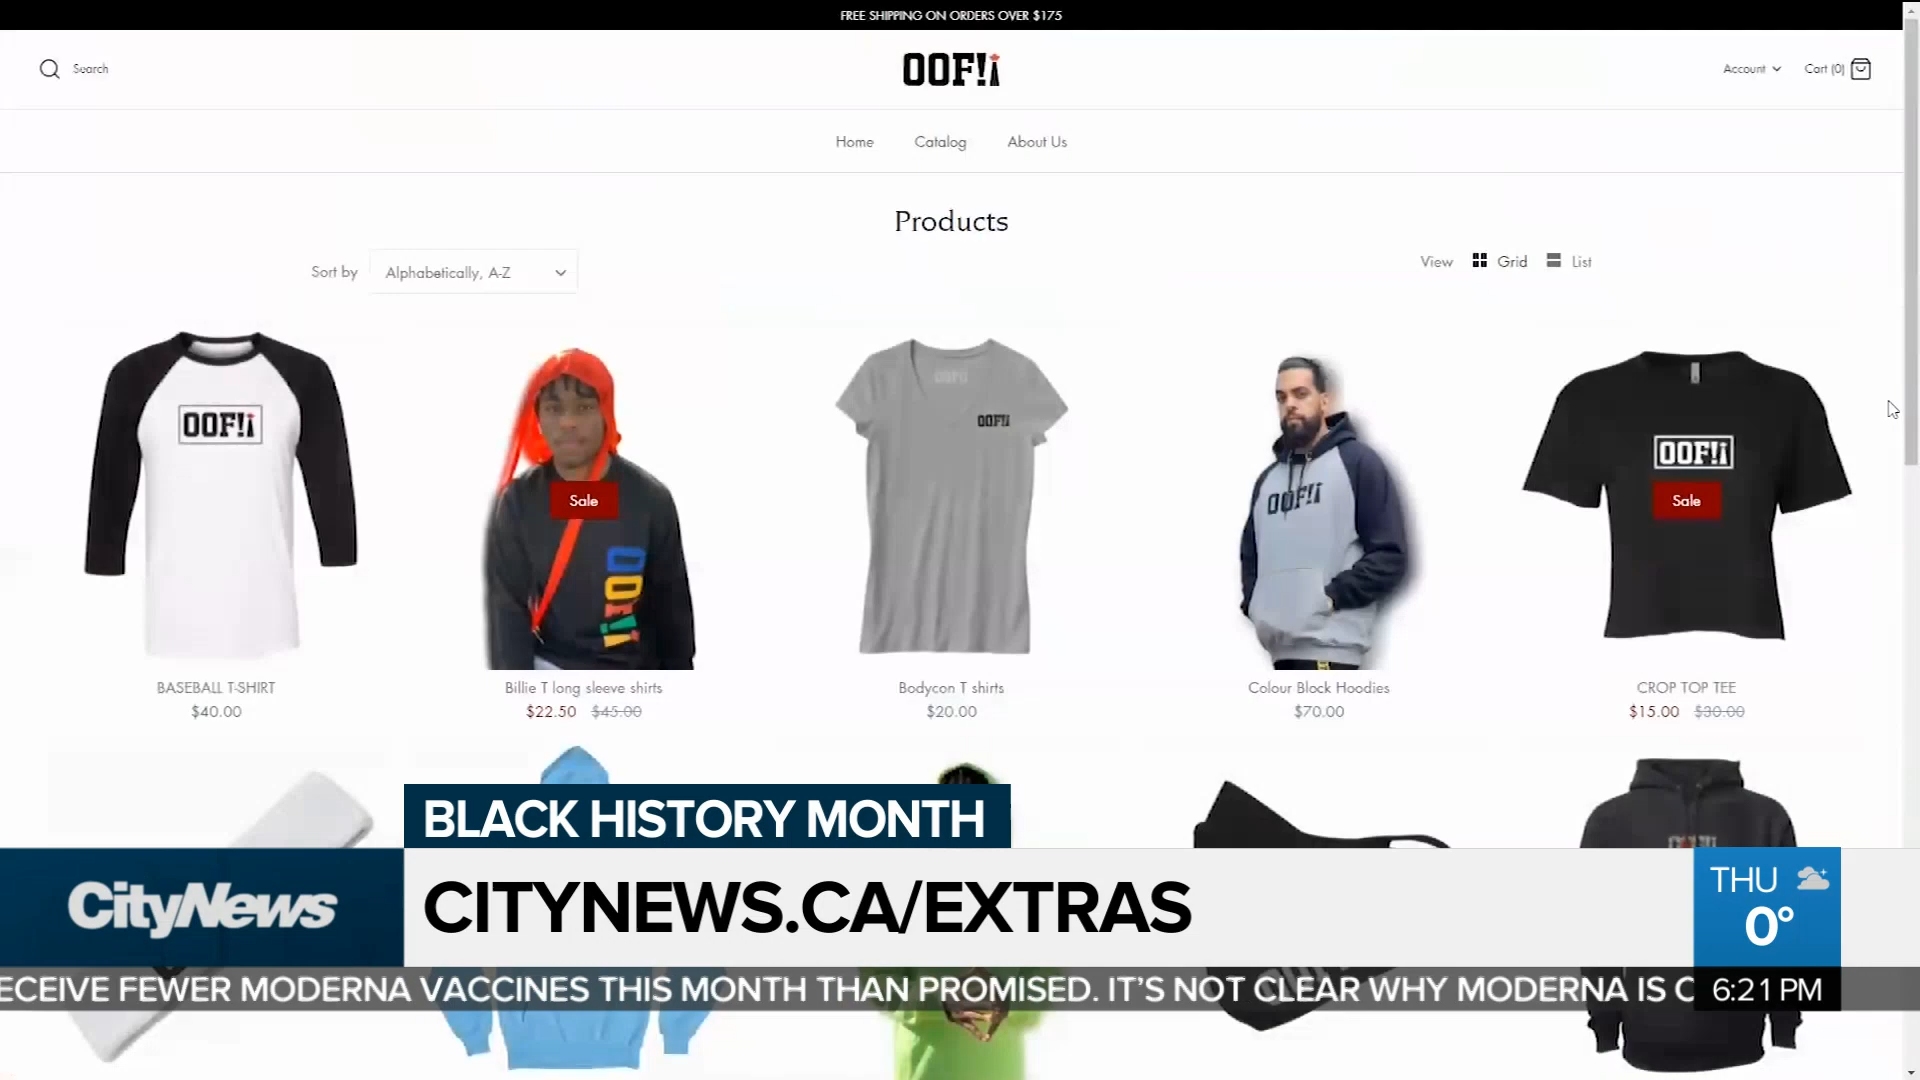 FREE SHIPPING ON ORDERS OVER $175
Search
OOF!
Account
Cart (0)
Home
Catalog
About Us
Products
Sort by
Alphabetically, A-Z
View
Grid
List
OOF!
Sale
OOF!
OOF!
OOF!
OOF!
Sale
BASEBALL T-SHIRT
$40.00
Billie T long sleeve shirts
$22.50 $45.00
Bodycon T shirts
$20.00
Colour Block Hoodies
$70.00
CROP TOP TEE
$15.00 $30.00
BLACK HISTORY MONTH
CityNews
CITYNEWS.CA/EXTRAS
THU
0°
ECEIVE FEWER MODERNA VACCINES THIS MONTH THAN PROMISED. IT'S NOT CLEAR WHY MODERNA IS C
6:21 PM